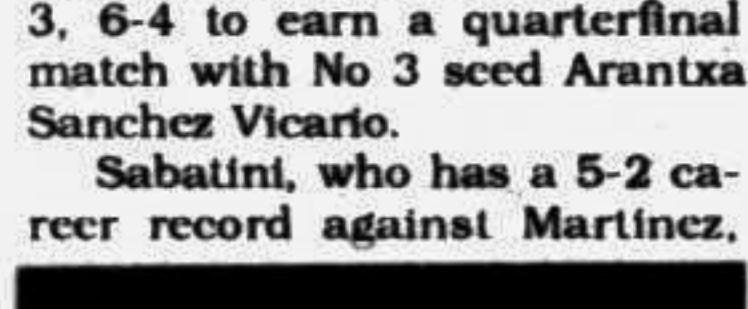 3, 6-4 to earn a quarterfinal
match with No 3 seed Arantxa
Sanchez Vicario.
Sabatini, who has a 5-2 ca-
reer record against Martinez,